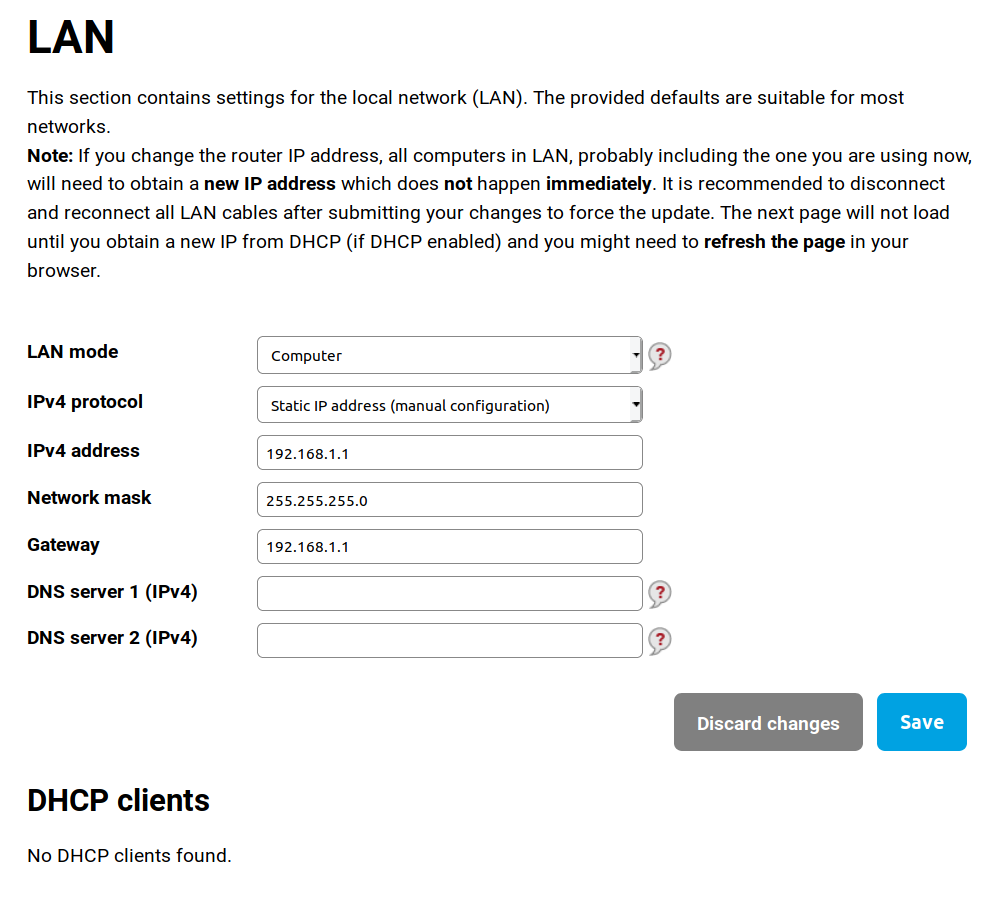 LAN
This section contains settings for the local network (LAN). The provided defaults are suitable for most
networks.
Note: If you change the router IP address, all computers in LAN, probably including the one you are using now,
will need to obtain a new IP address which does not happen immediately. It is recommended to disconnect
and reconnect all LAN cables after submitting your changes to force the update. The next page will not load
until you obtain a new IP from DHCP (if DHCP enabled) and you might need to refresh the page in your
browser.
LAN mode Computer ?
IPv4 protocol Static IP address (manual configuration)
IPv4 address 192.168.1.1
Network mask 255.255.255.0
Gateway 192.168.1.1
DNS server 1 (IPv4) ?
DNS server 2 (IPv4) ?
Discard changes Save
DHCP clients
No DHCP clients found.